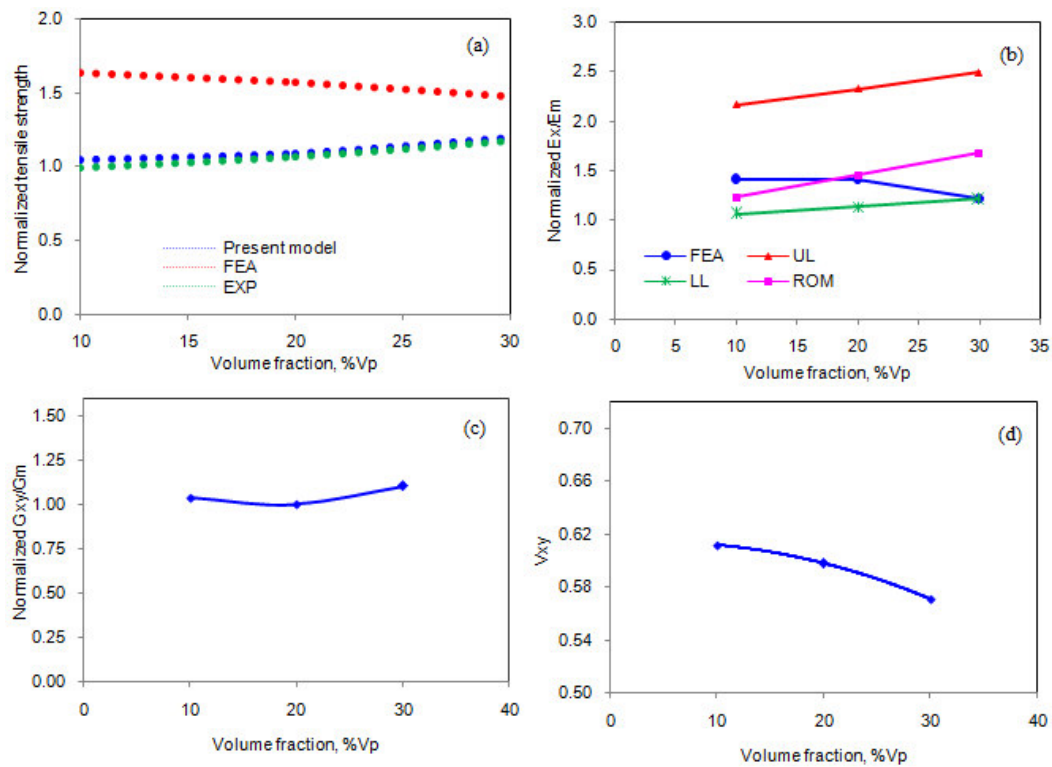 (a)
Normalized tensile strength
2.0
1.5
1.0
0.5
0.0
Present model
FEA
EXP
10 15 20 25 30
Volume fraction, %Vp
(b)
Normalized Ex/Em
3.0
2.5
2.0
1.5
1.0
0.5
0.0
FEA UL
LL ROM
0 5 10 15 20 25 30 35
Volume fraction, %Vp
(c)
Normalized Gxy/Gm
1.50
1.25
1.00
0.75
0.50
0.25
0.00
0 10 20 30 40
Volume fraction, %Vp
(d)
Vxy
0.70
0.66
0.62
0.58
0.54
0.50
0 10 20 30 40
Volume fraction, %Vp